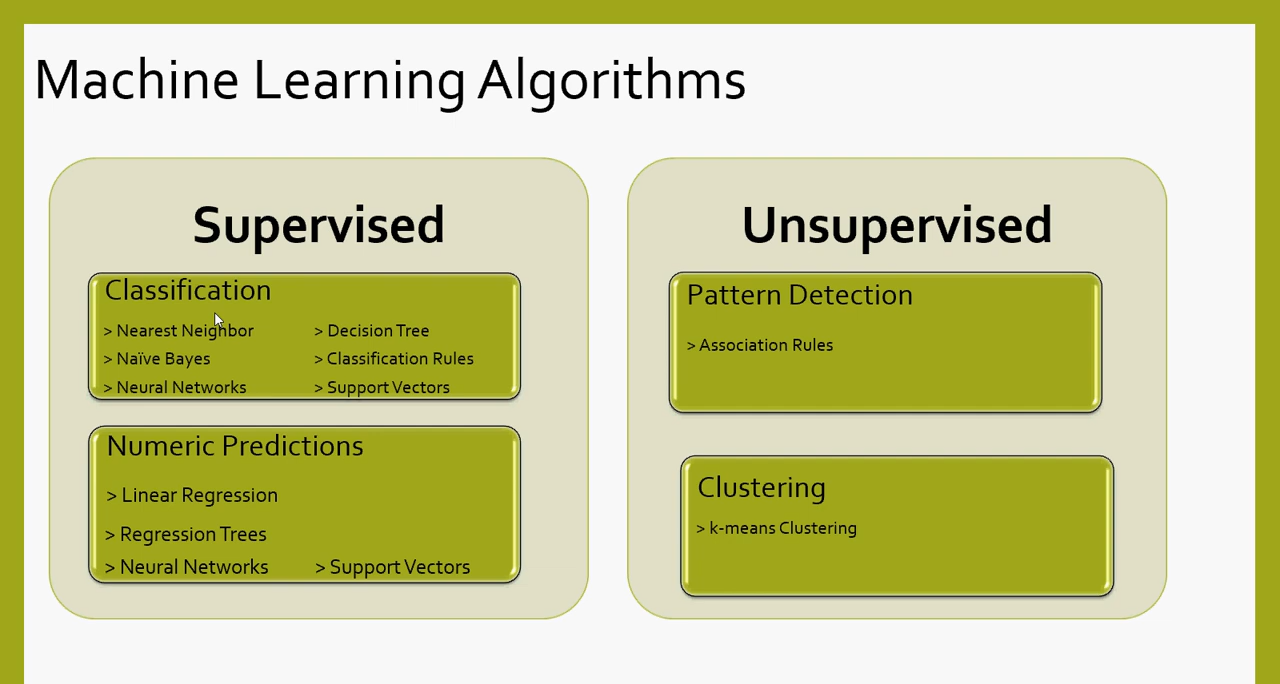 Machine Learning Algorithms
Supervised
Classification
> Nearest Neighbor
> Decision Tree
> Naïve Bayes
> Classification Rules
> Neural Networks
> Support Vectors
Numeric Predictions
> Linear Regression
> Regression Trees
> Neural Networks
> Support Vectors
Unsupervised
Pattern Detection
> Association Rules
Clustering
> k-means Clustering